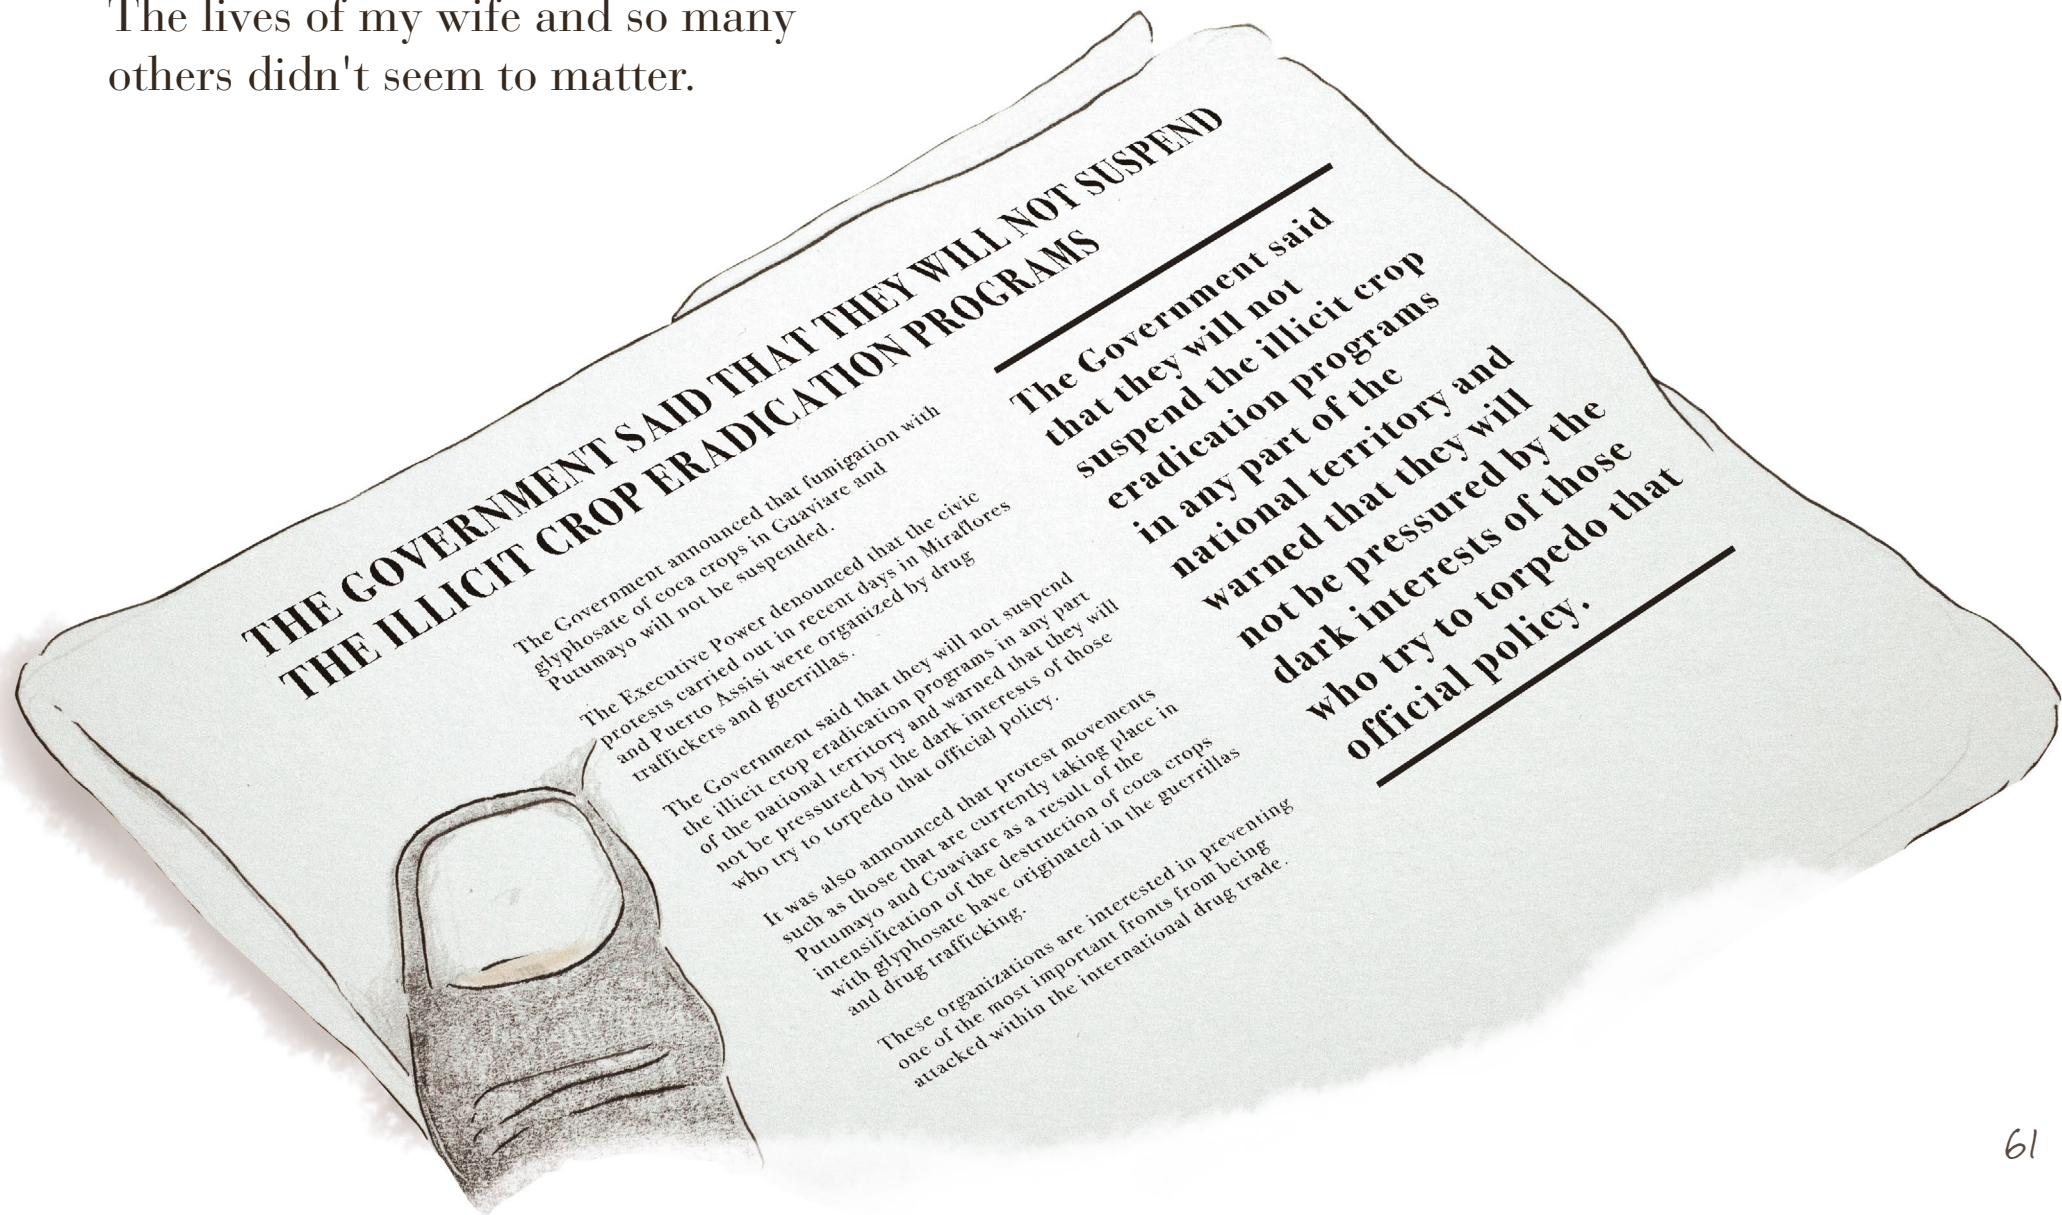 The lives of my wife and so many
others didn't seem to matter.
THE GOVERNMENT SAID THAT THEY WILL NOT SUSPEND
THE ILLICIT CROP ERADICATION PROGRAMS
The Government announced that fumigation with
glyphosate of coca crops in Guaviare and
Putumayo will not be suspended.
The Executive Power denounced that the civic
protests carried out in recent days in Miraflores
and Puerto Assisi were organized by drug
traffickers and guerrillas.
The Government said that they will not suspend
the illicit crop eradication programs in any part
of the national territory and warned that they will
not be pressured by the dark interests of those
who try to torpedo that official policy.
It was also announced that protest movements
such as those that are currently taking place in
Putumayo and Guaviare as a result of the
intensification of the destruction of coca crops
with glyphosate have originated in the guerrillas
and drug trafficking.
These organizations are interested in preventing
one of the most important fronts from being
attacked within the international drug trade.
The Government said
that they will not
suspend the illicit crop
eradication programs
in any part of the
national territory and
warned that they will
not be pressured by the
dark interests of those
who try to torpedo that
official policy.
61